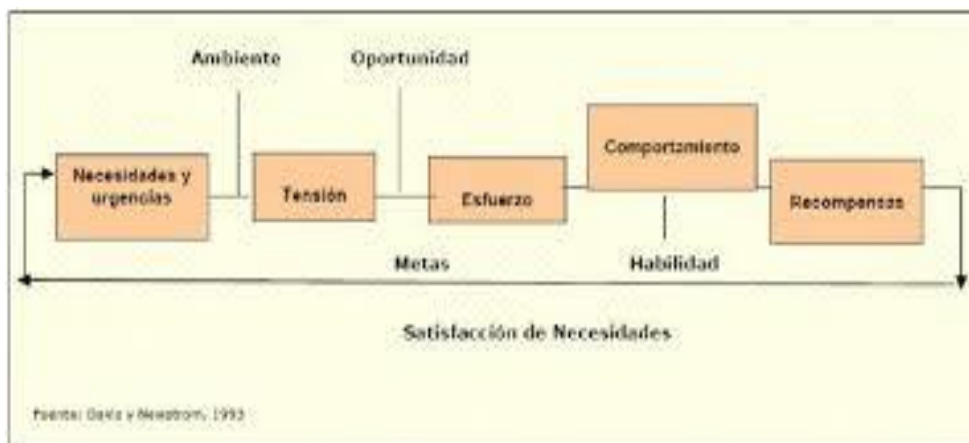 Ambiente
Oportunidad
Necesidades y
urgencias
Tensión
Esfuerzo
Comportamiento
Recompensas
Metas
Habilidad
Satisfacción de Necesidades
Fuente: Davis y Newstrom, 1993